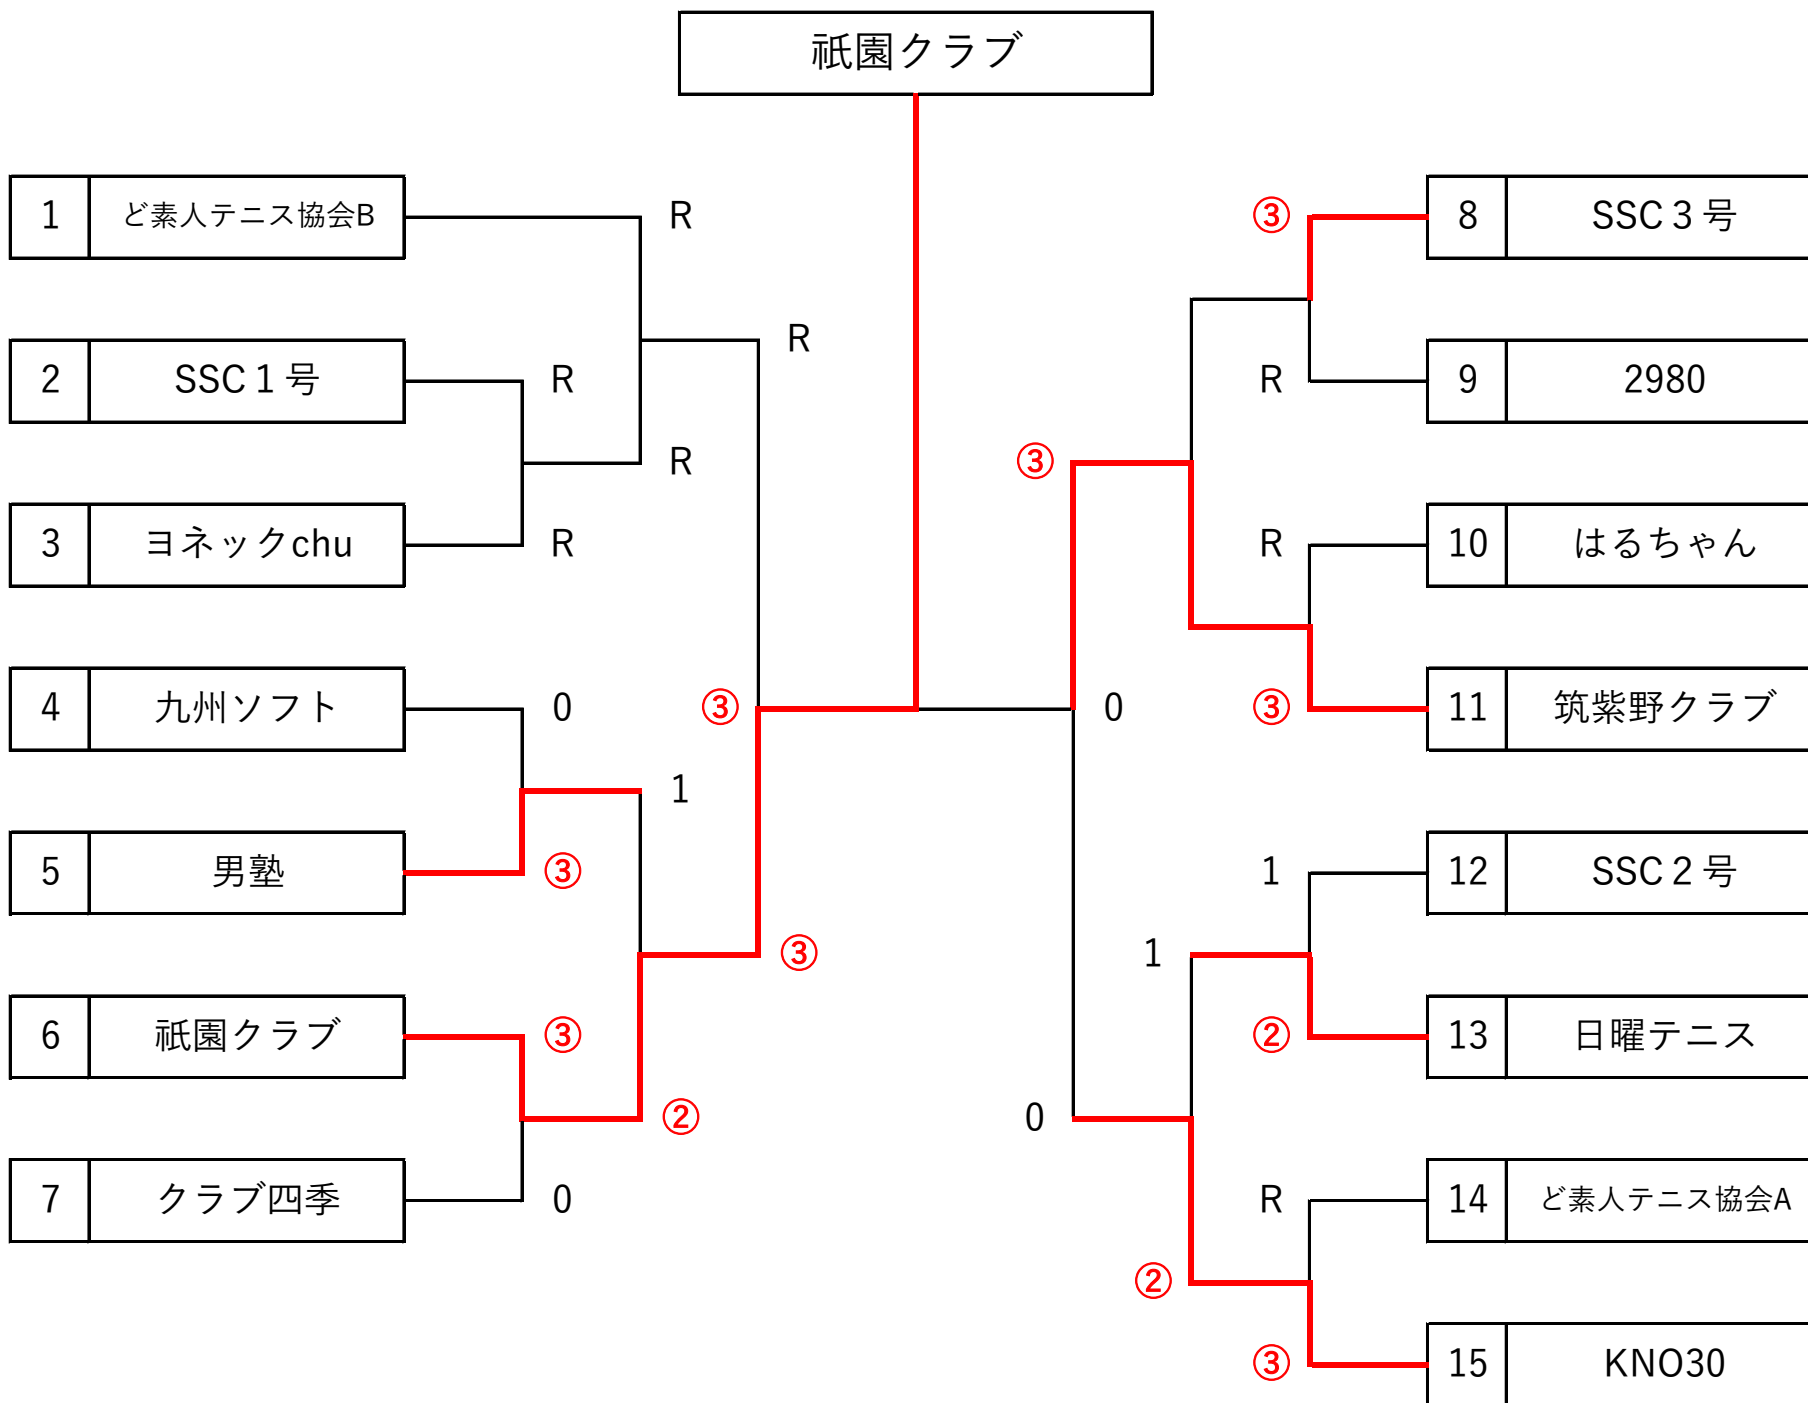 祇園クラブ
1 ど素人テニス協会B R ③ 8 SSC３号
R
2 SSC１号 R R 9 2980
R ③
3 ヨネックchu R R 10 はるちゃん
4 九州ソフト 0 ③ 0 ③ 11 筑紫野クラブ
1
5 男塾 ③ 1 12 SSC２号
③ 1
6 祇園クラブ ③ ② 13 日曜テニス
② 0
7 クラブ四季 0 R 14 ど素人テニス協会A
②
③ 15 KNO30